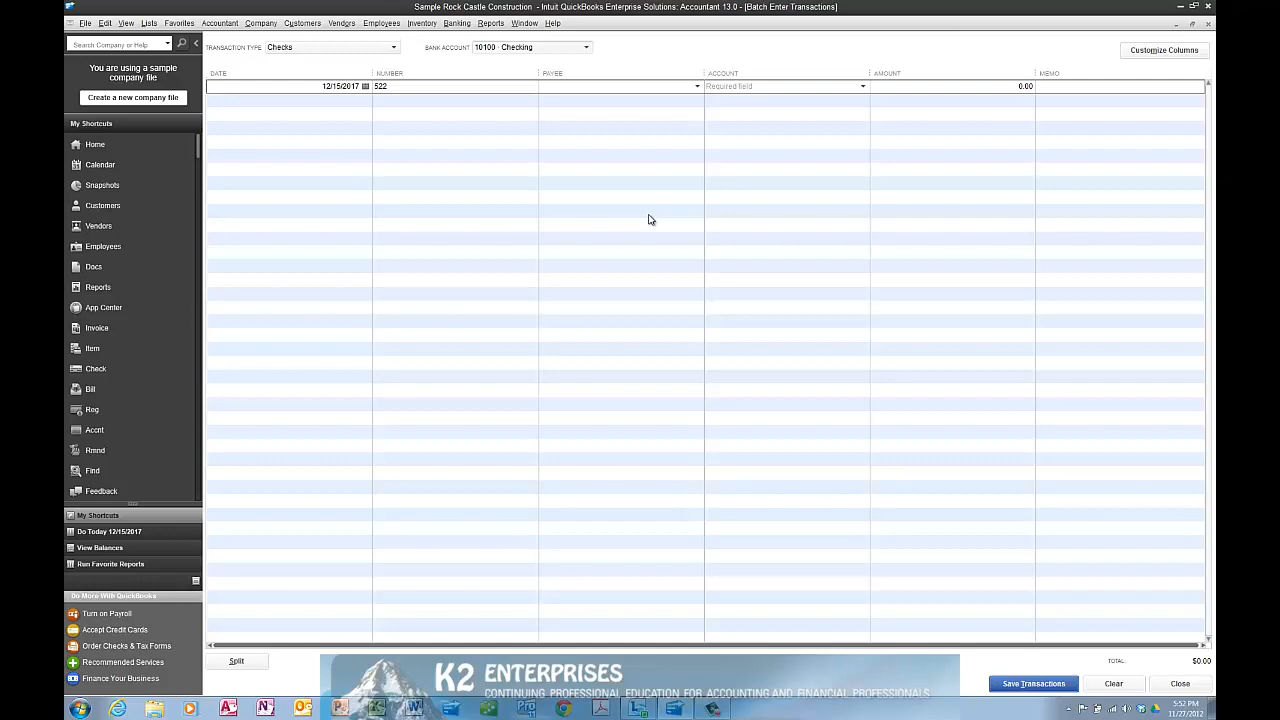 Sample Rock Castle Construction - Intuit QuickBooks Enterprise Solutions: Accountant 13.0 - [Batch Enter Transactions]
File Edit View Lists Favorites Accountant Company Customers Vendors Employees Inventory Banking Reports Window Help
Search Company or Help
TRANSACTION TYPE Checks BANK ACCOUNT 10100 · Checking
Customize Columns
You are using a sample
company file
Create a new company file
DATE NUMBER PAYEE ACCOUNT AMOUNT MEMO
12/15/2017 522 Required field 0.00
My Shortcuts
Home
Calendar
Snapshots
Customers
Vendors
Employees
Docs
Reports
App Center
Invoice
Item
Check
Bill
Reg
Accnt
Rmnd
Find
Feedback
My Shortcuts
Do Today 12/15/2017
View Balances
Run Favorite Reports
Do More With QuickBooks
Turn on Payroll
Accept Credit Cards
Order Checks & Tax Forms
Recommended Services
Finance Your Business
Split
TOTAL: $0.00
Save Transactions Clear Close
K2 ENTERPRISES
CONTINUING PROFESSIONAL EDUCATION FOR ACCOUNTING AND FINANCIAL PROFESSIONALS
5:52 PM
11/27/2012